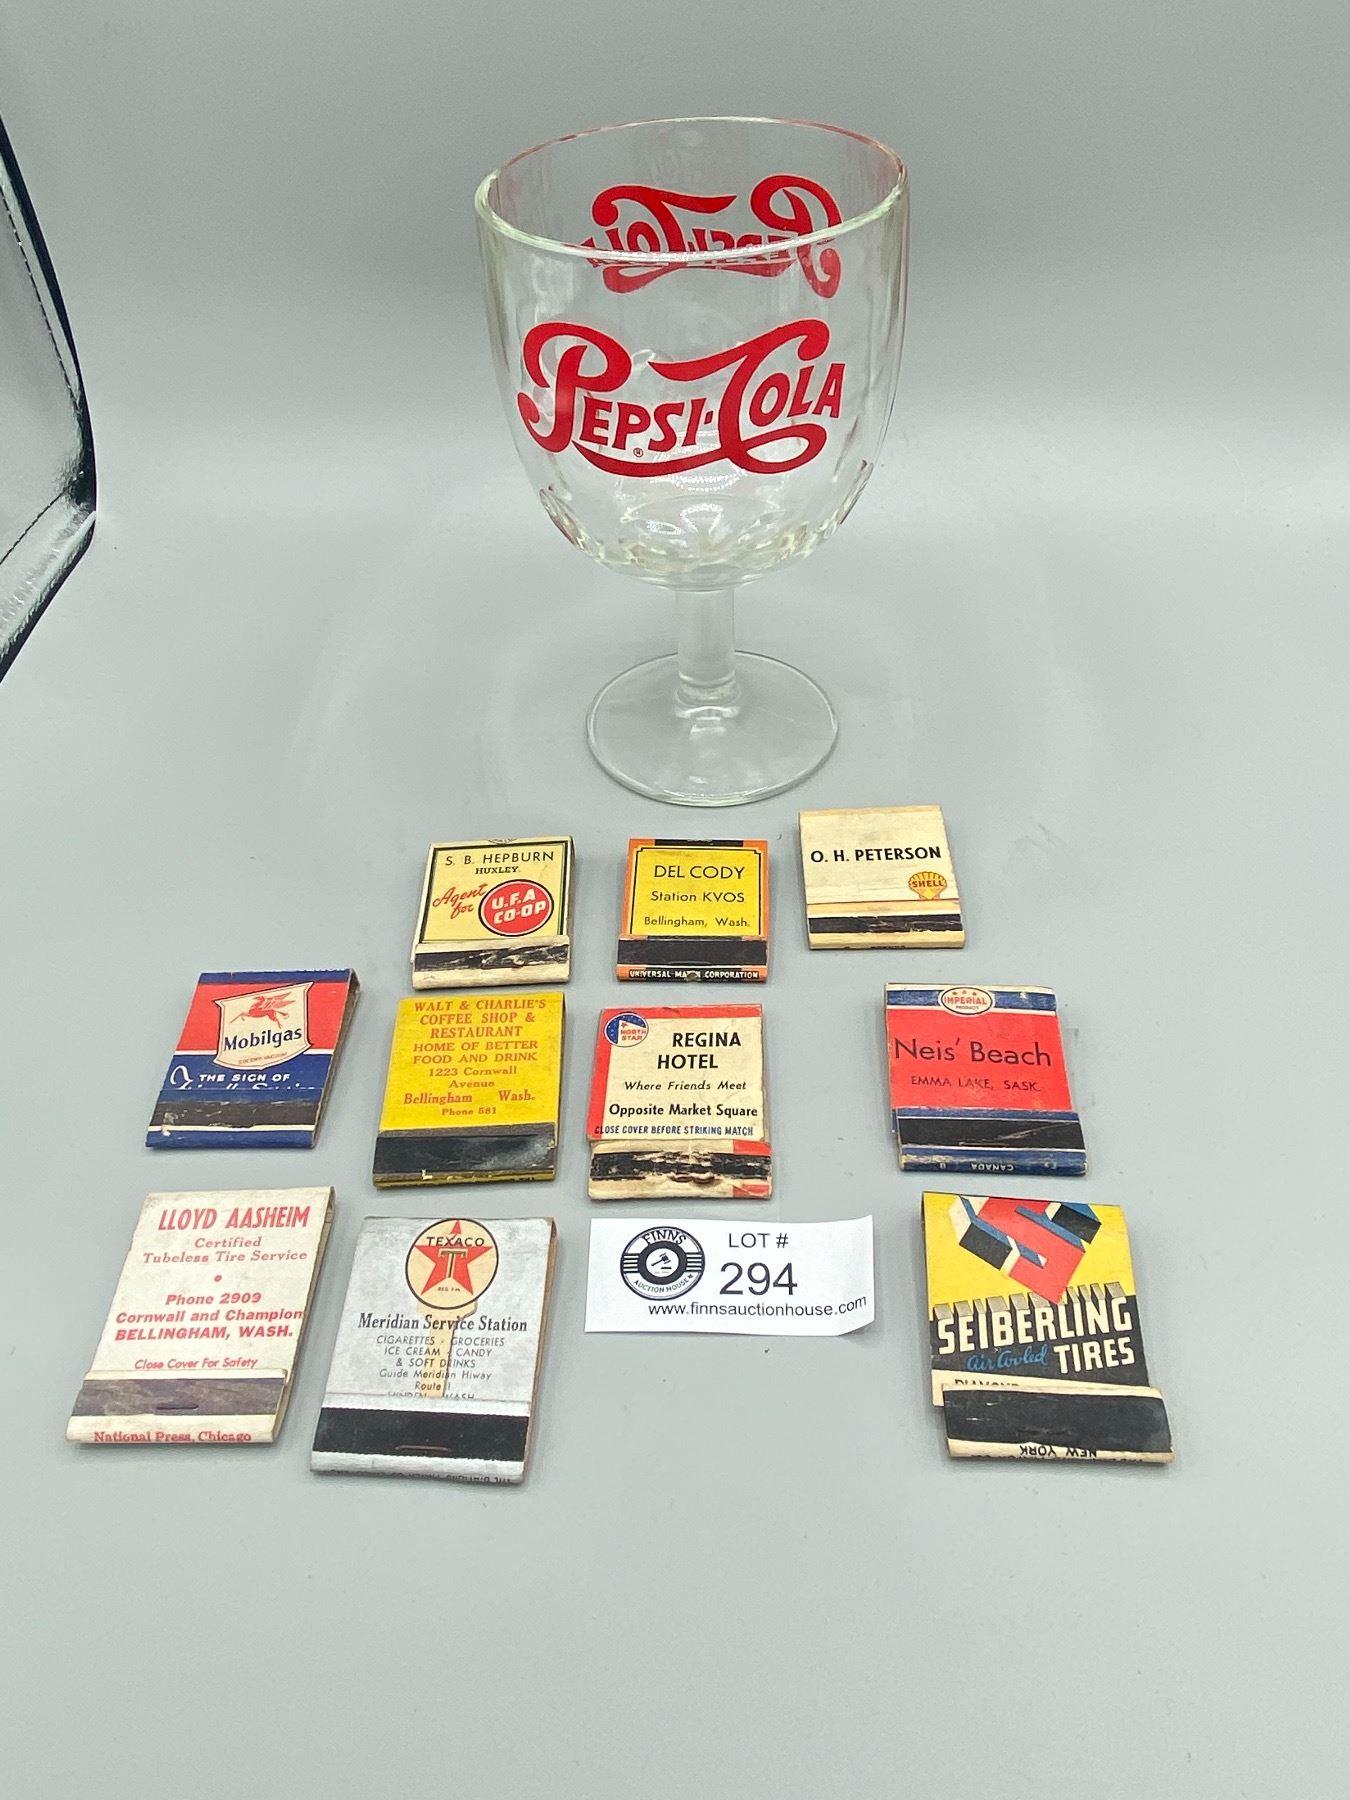 PEPSI·COLA
®
S. B. HEPBURN
HUXLEY.
Agent
for
U.F.A
CO-OP
DEL CODY
Station KVOS
Bellingham, Wash.
UNIVERSAL MATCH CORPORATION
O. H. PETERSON
SHELL
Mobilgas
SOCONY-VACUUM
THE SIGN OF
WALT & CHARLIE'S
COFFEE SHOP &
RESTAURANT
HOME OF BETTER
FOOD AND DRINK
1223 Cornwall
Avenue
Bellingham Wash.
Phone 581
NORTH
STAR
REGINA
HOTEL
Where Friends Meet
Opposite Market Square
CLOSE COVER BEFORE STRIKING MATCH
IMPERIAL
PRODUCTS
Neis' Beach
EMMA LAKE, SASK.
CANADA
LLOYD AASHEIM
Certified
Tubeless Tire Service
Phone 2909
Cornwall and Champion
BELLINGHAM, WASH.
Close Cover For Safety
National Press, Chicago
TEXACO
T
Meridian Service Station
CIGARETTES - GROCERIES
ICE CREAM - CANDY
& SOFT DRINKS
Guide Meridian Hiway
Route 1
FINNS
AUCTION HOUSE
LOT #
294
www.finnsauctionhouse.com
SEIBERLING
Air Cooled TIRES
NEW YORK